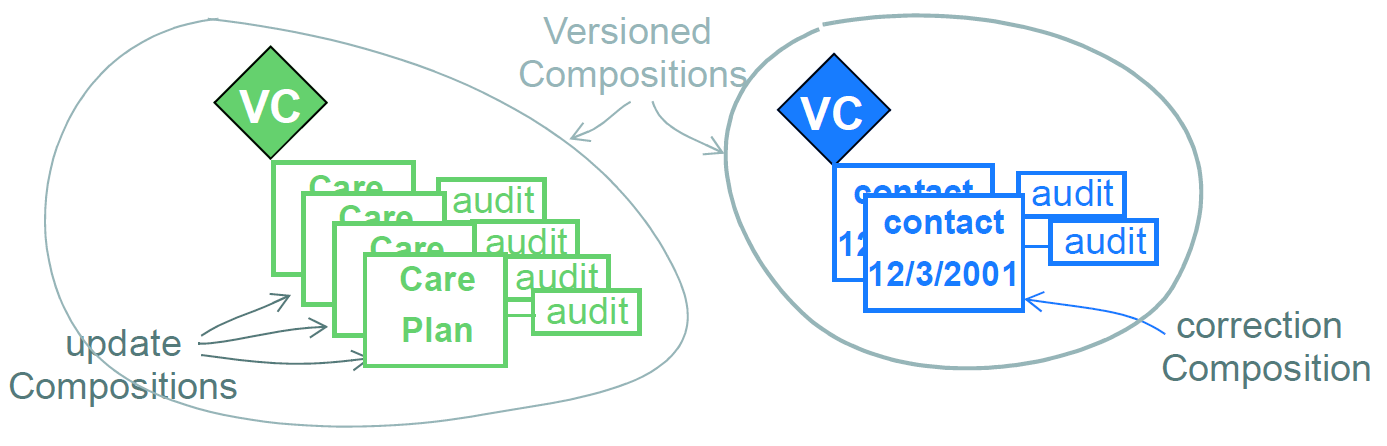 Versioned
Compositions
VC
VC
Care
Care
Care
Care
Plan
audit
audit
audit
audit
contact
12
contact
12/3/2001
audit
audit
update
Compositions
correction
Composition